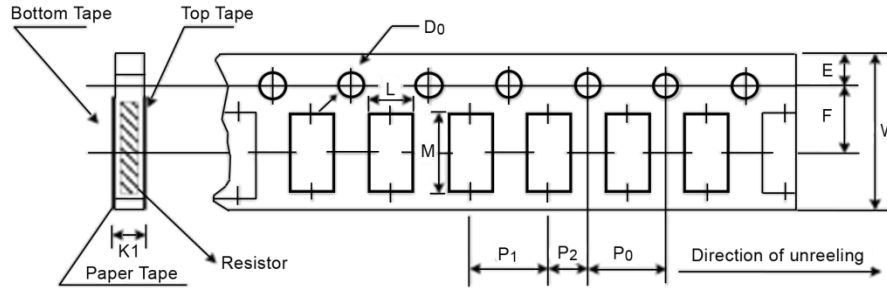 Bottom Tape
Top Tape
D0
E
L
F
W
M
K1
P1
P2
P0
Direction of unreeling
Resistor
Paper Tape